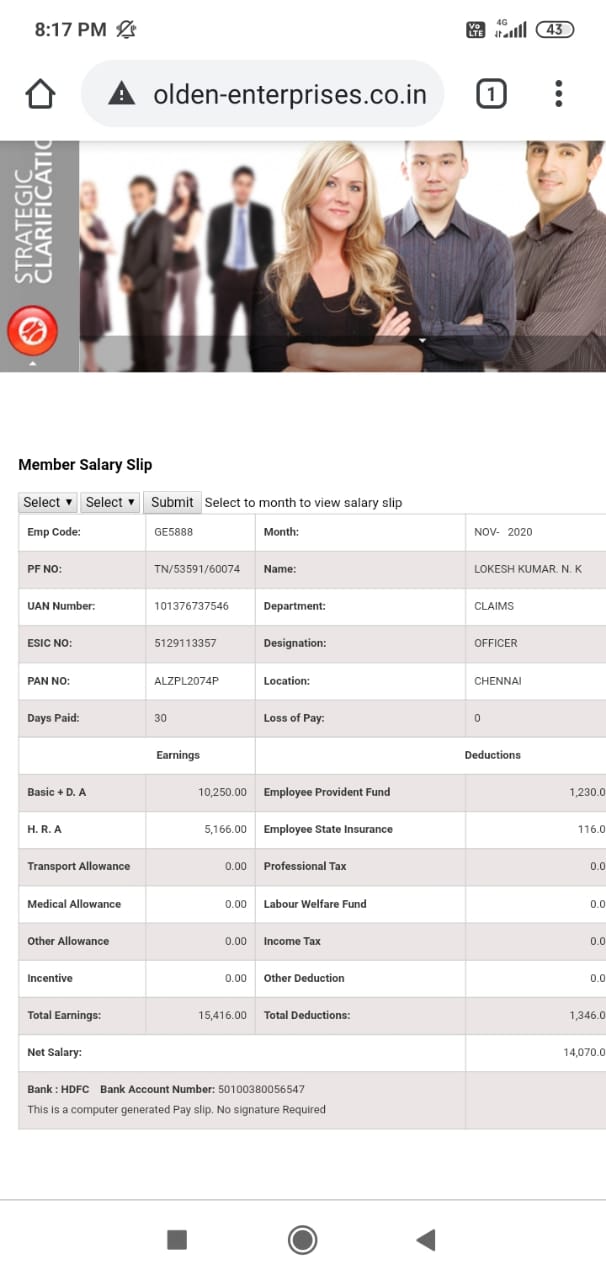 8:17 PM
Vo LTE 4G 43
olden-enterprises.co.in 1
STRATEGIC
CLARIFICATIO
Member Salary Slip
Select ▾ Select ▾ Submit Select to month to view salary slip
Emp Code: GE5888 Month: NOV- 2020
PF NO: TN/53591/60074 Name: LOKESH KUMAR. N. K
UAN Number: 101376737546 Department: CLAIMS
ESIC NO: 5129113357 Designation: OFFICER
PAN NO: ALZPL2074P Location: CHENNAI
Days Paid: 30 Loss of Pay: 0
Earnings Deductions
Basic + D. A 10,250.00 Employee Provident Fund 1,230.0
H. R. A 5,166.00 Employee State Insurance 116.0
Transport Allowance 0.00 Professional Tax 0.0
Medical Allowance 0.00 Labour Welfare Fund 0.0
Other Allowance 0.00 Income Tax 0.0
Incentive 0.00 Other Deduction 0.0
Total Earnings: 15,416.00 Total Deductions: 1,346.0
Net Salary: 14,070.0
Bank : HDFC Bank Account Number: 50100380056547
This is a computer generated Pay slip. No signature Required